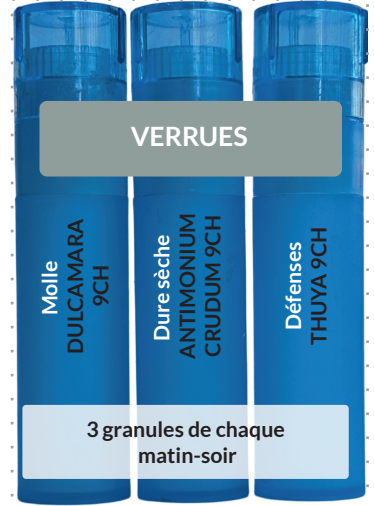 VERRUES
Molle
DULCAMARA
9CH
Dure sèche
ANTIMONIUM
CRUDUM 9CH
Défenses
THUYA 9CH
3 granules de chaque
matin-soir